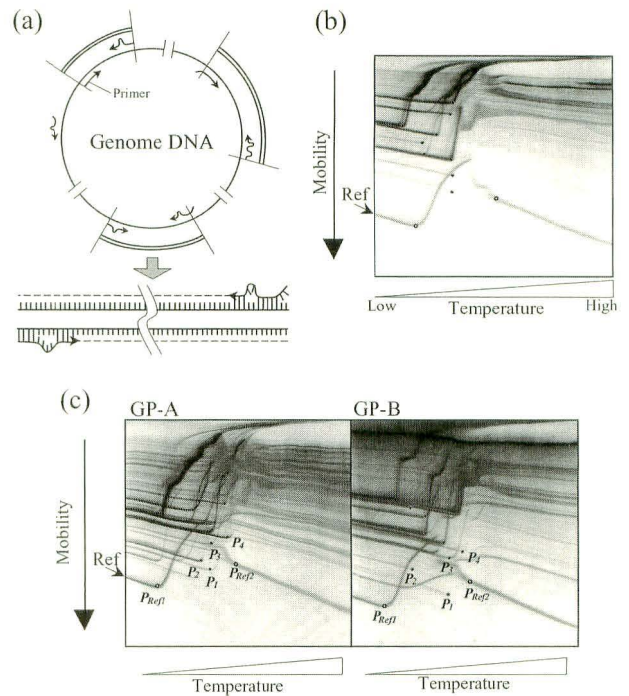 (a)
Primer
Genome DNA
(b)
Mobility
Ref
Low
Temperature
High
(c)
GP-A
GP-B
Mobility
Ref
P4
P3
P2
P1
PRef2
PRef1
P4
P3
P2
P1
PRef2
PRef1
Temperature
Temperature